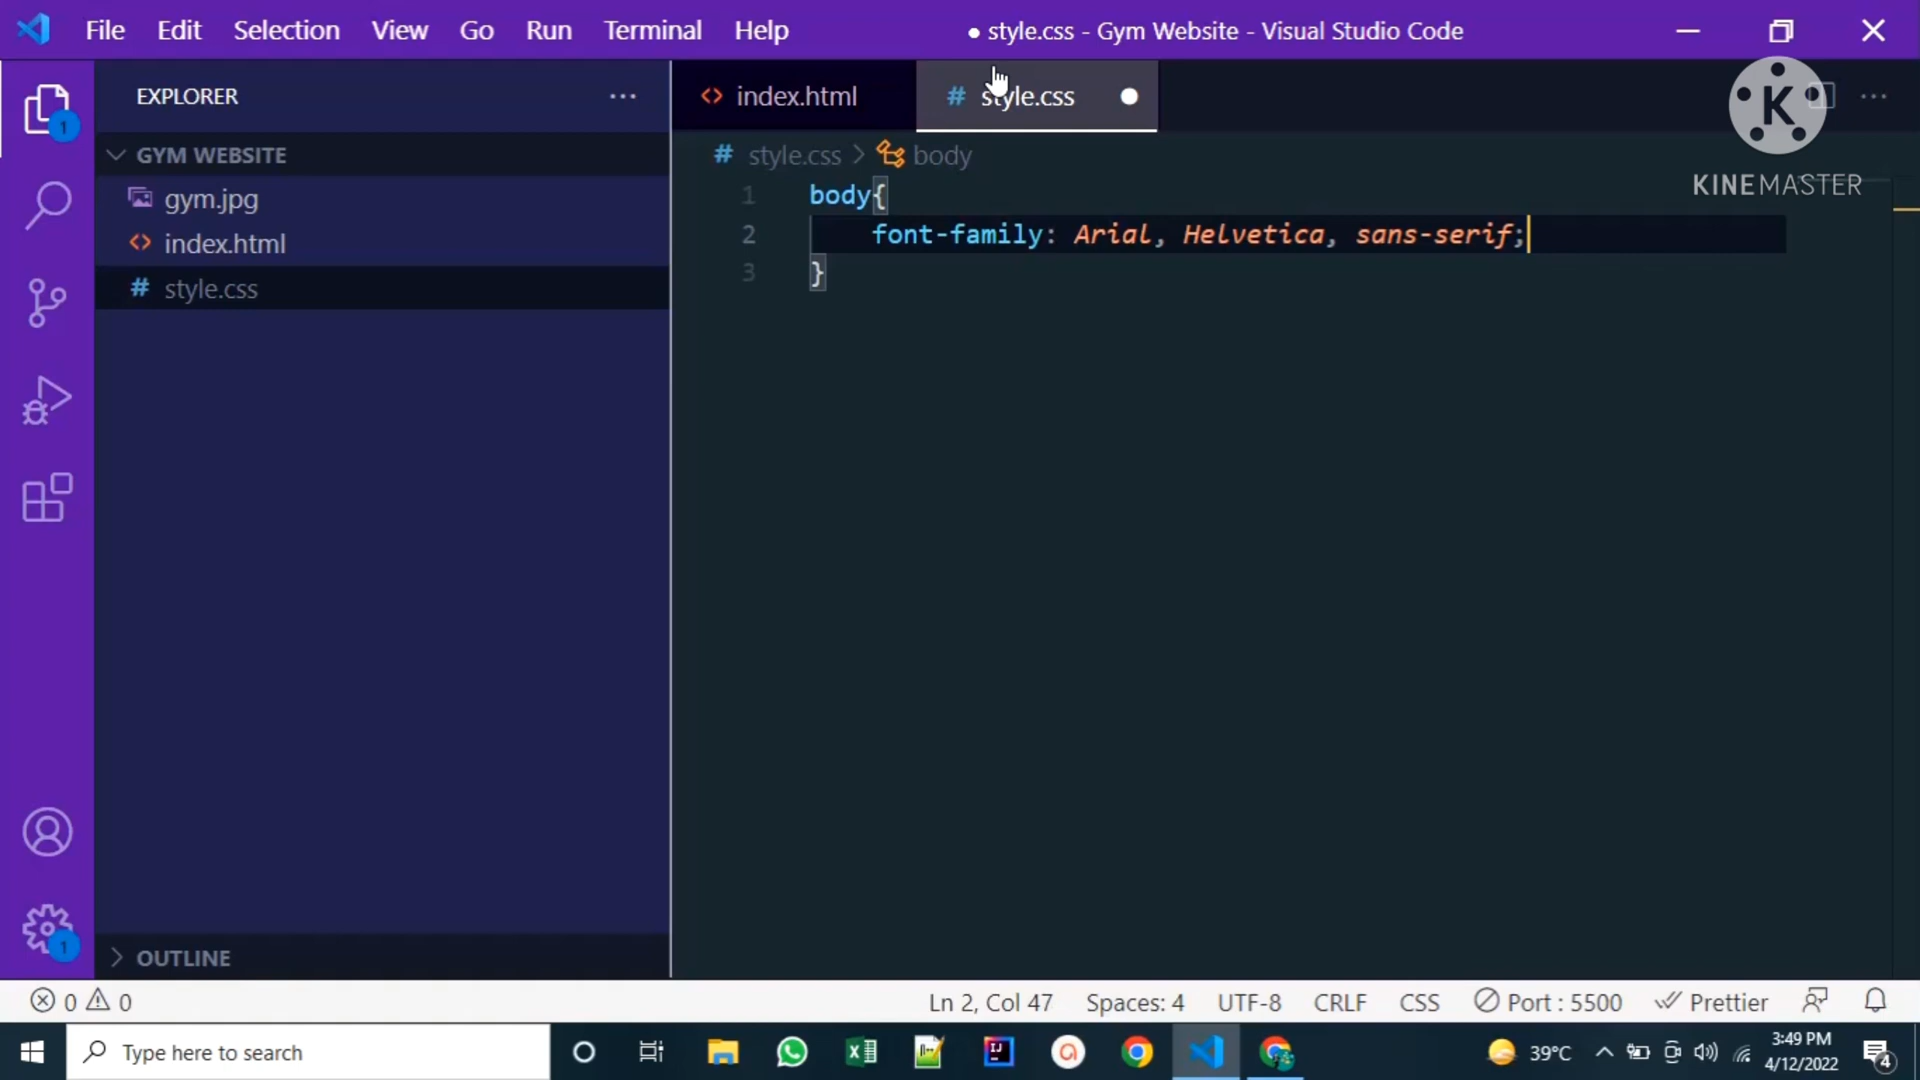 File Edit Selection View Go Run Terminal Help ● style.css - Gym Website - Visual Studio Code
EXPLORER ···
<> index.html # style.css ● ···
K
KINEMASTER
GYM WEBSITE
gym.jpg
<> index.html
# style.css
# style.css > body
1 body{
2 font-family: Arial, Helvetica, sans-serif;
3 }
1
1
> OUTLINE
0 0 Ln 2, Col 47 Spaces: 4 UTF-8 CRLF CSS Port : 5500 Prettier
Type here to search 39°C 3:49 PM
4/12/2022 4